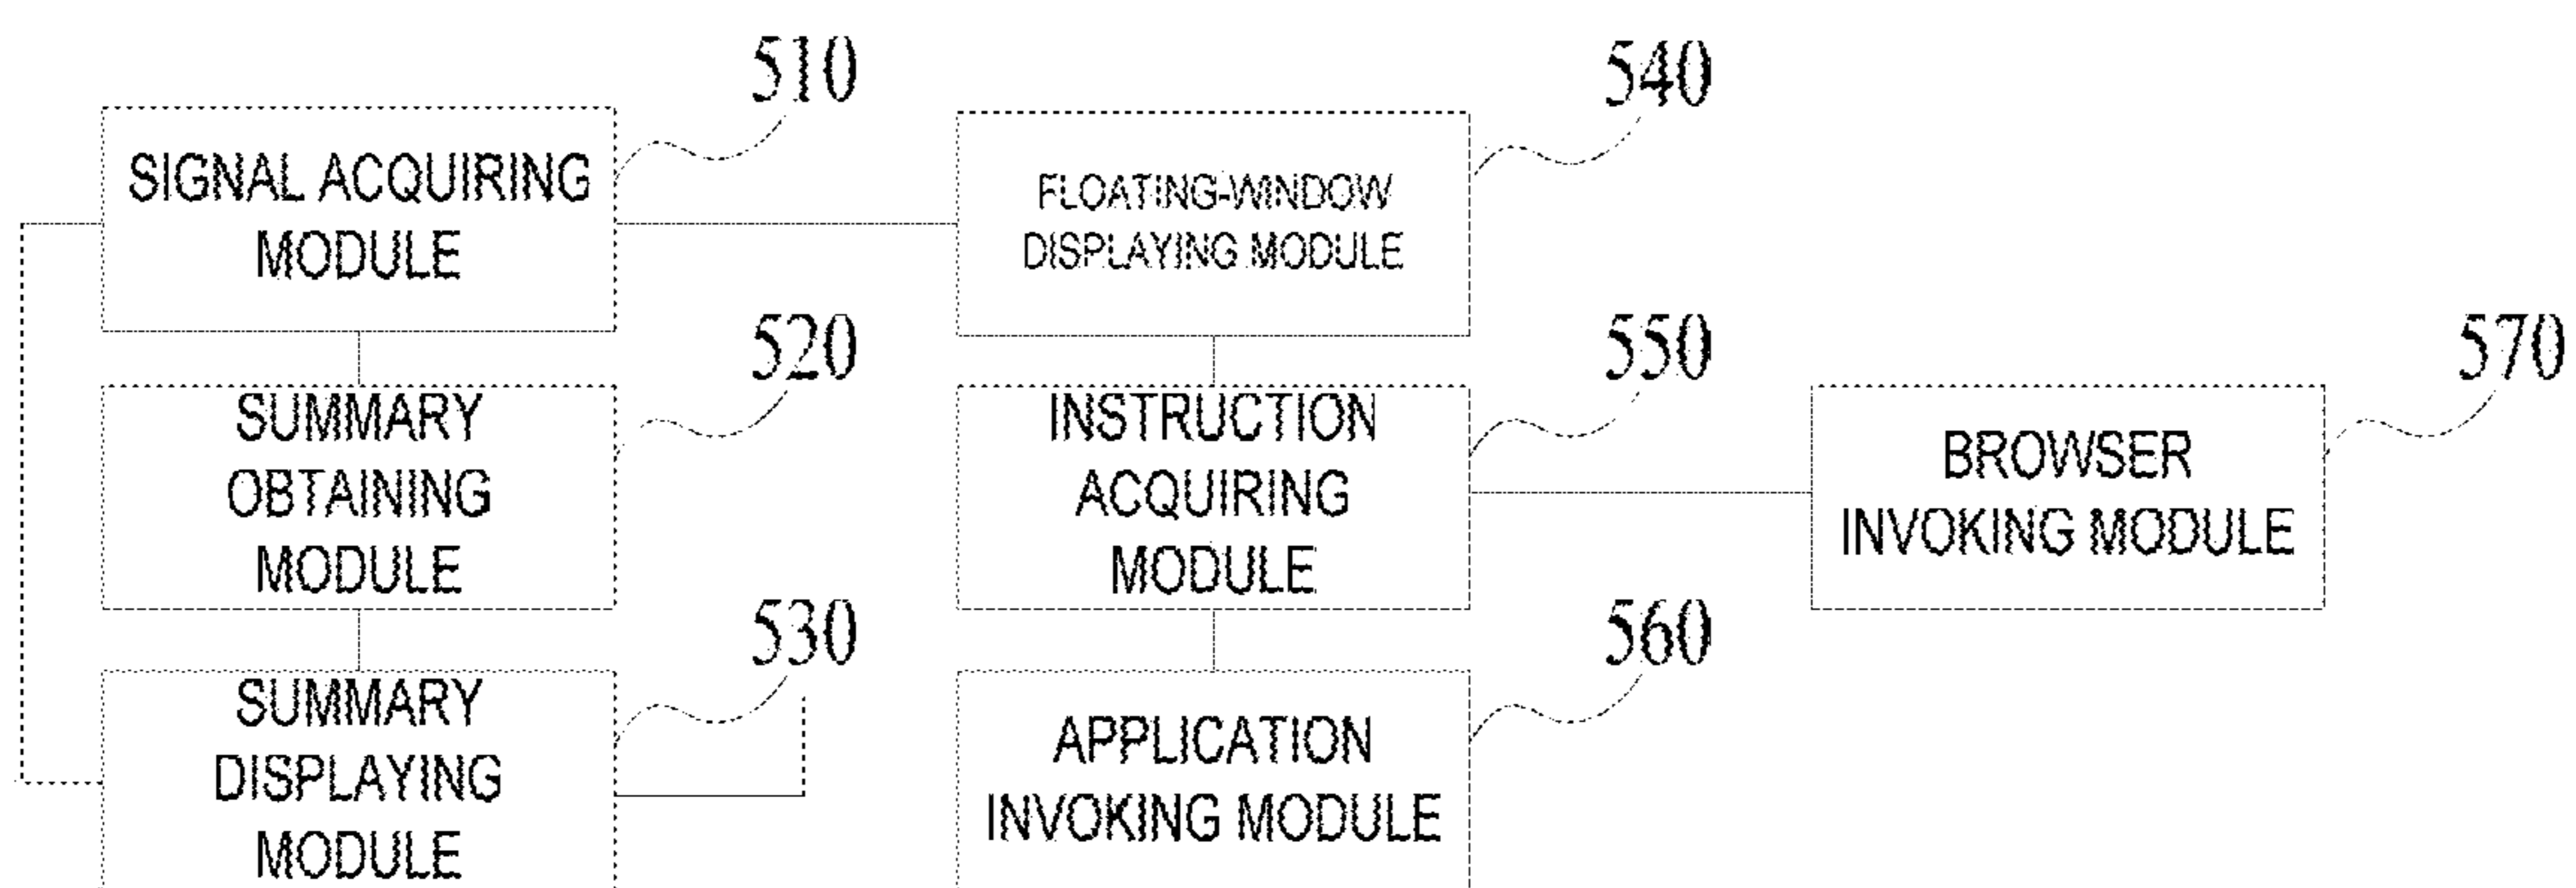 510
SIGNAL ACQUIRING
MODULE
540
FLOATING-WINDOW
DISPLAYING MODULE
520
SUMMARY
OBTAINING
MODULE
550
INSTRUCTION
ACQUIRING
MODULE
570
BROWSER
INVOKING MODULE
530
SUMMARY
DISPLAYING
MODULE
560
APPLICATION
INVOKING MODULE